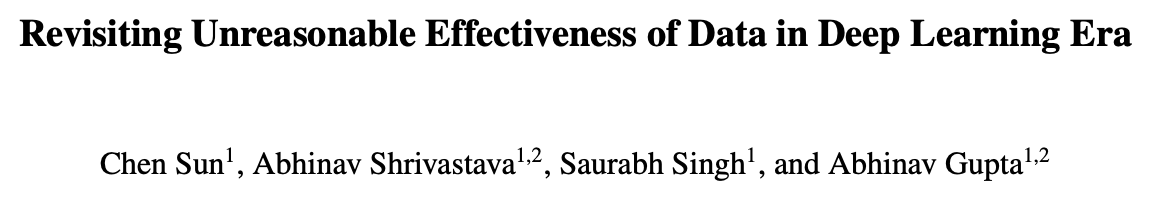 Revisiting Unreasonable Effectiveness of Data in Deep Learning Era
Chen Sun¹, Abhinav Shrivastava¹,², Saurabh Singh¹, and Abhinav Gupta¹,²